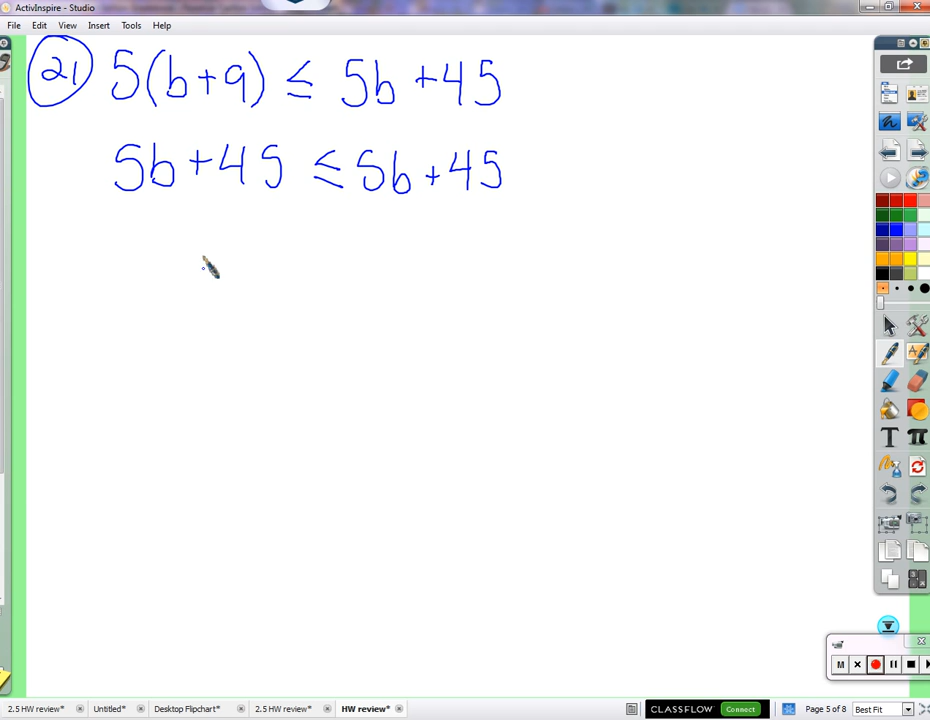 ActivInspire - Studio
File Edit View Insert Tools Help
21 5(b+9) ≤ 5b+45
5b+45 ≤ 5b+45
M
2.5 HW review* Untitled* Desktop Flipchart* 2.5 HW review* HW review* CLASSFLOW Connect Page 5 of 8 Best Fit